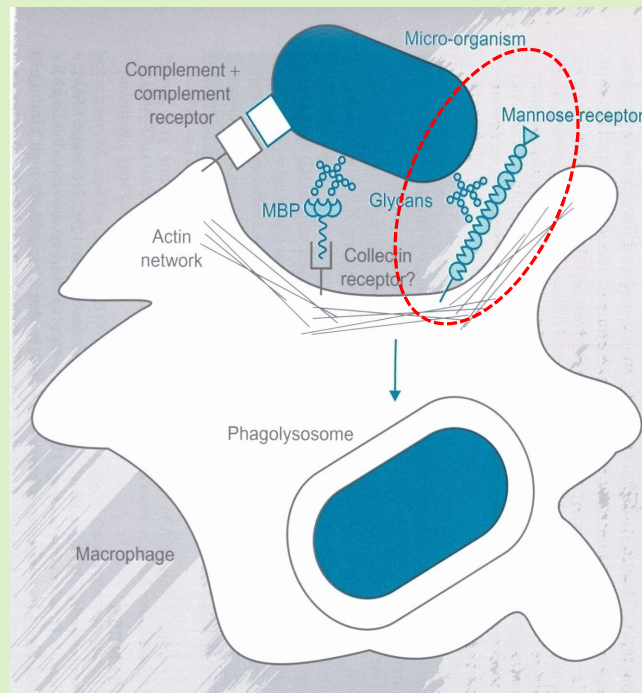 Micro-organism
Complement +
complement
receptor
Mannose receptor
MBP
Glycans
Actin
network
Collectin
receptor?
Phagolysosome
Macrophage